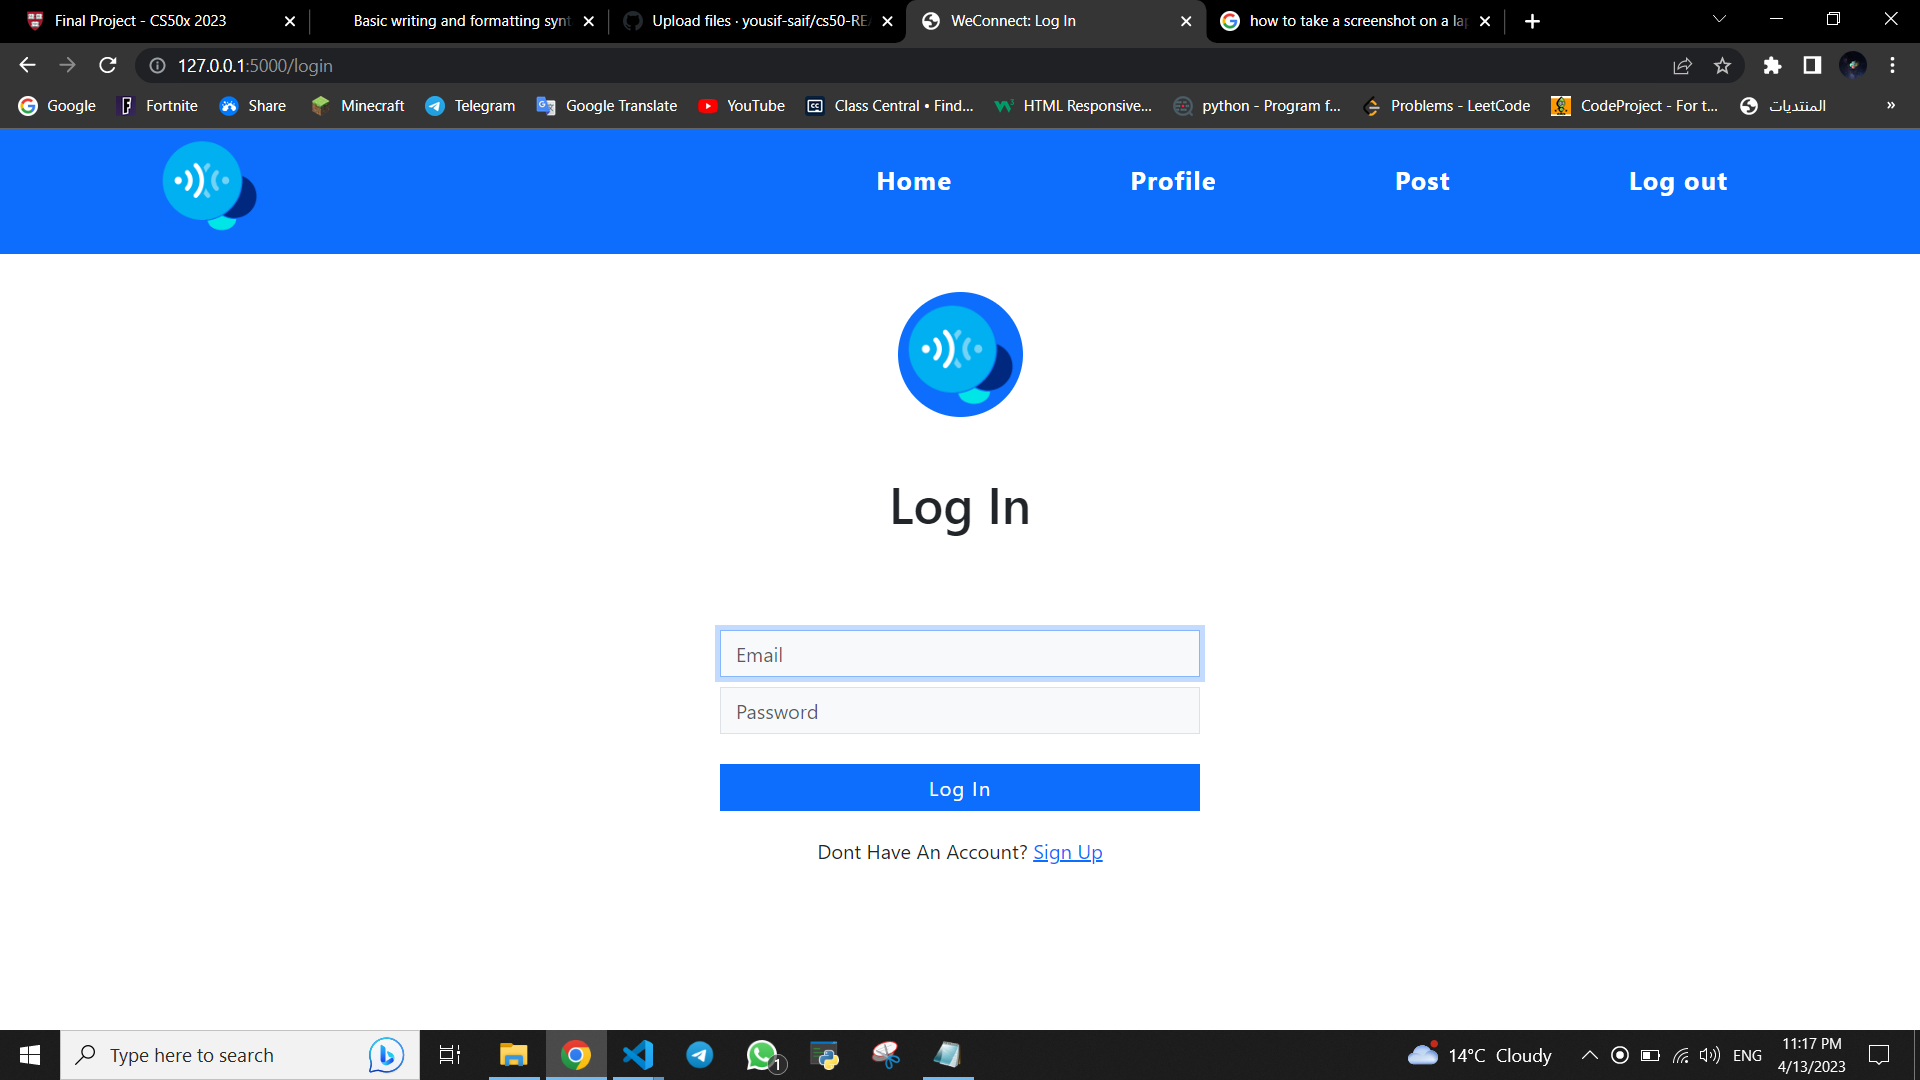 Final Project - CS50x 2023
Basic writing and formatting synt
Upload files · yousif-saif/cs50-REA
WeConnect: Log In
how to take a screenshot on a lap
127.0.0.1:5000/login
Google
Fortnite
Share
Minecraft
Telegram
Google Translate
YouTube
Class Central • Find...
HTML Responsive...
python - Program f...
Problems - LeetCode
CodeProject - For t...
المنتديات
»
Home
Profile
Post
Log out
Log In
Email
Password
Log In
Dont Have An Account? Sign Up
Type here to search
1
14°C Cloudy
ENG
11:17 PM
4/13/2023